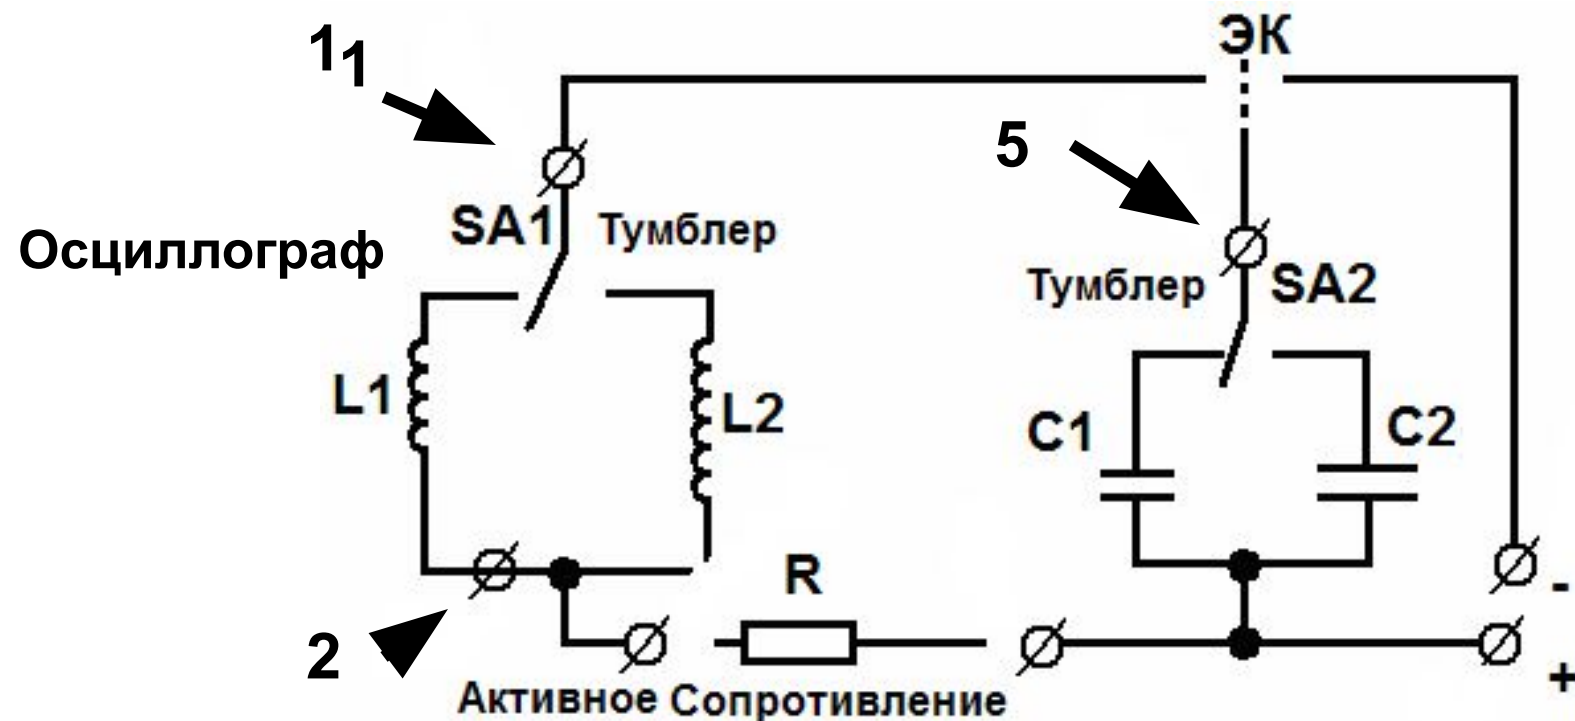 ЭК
1
1
5
SA1 Тумблер
Осциллограф
Тумблер SA2
L1
L2
C1
C2
R
-
2
+
Активное Сопротивление